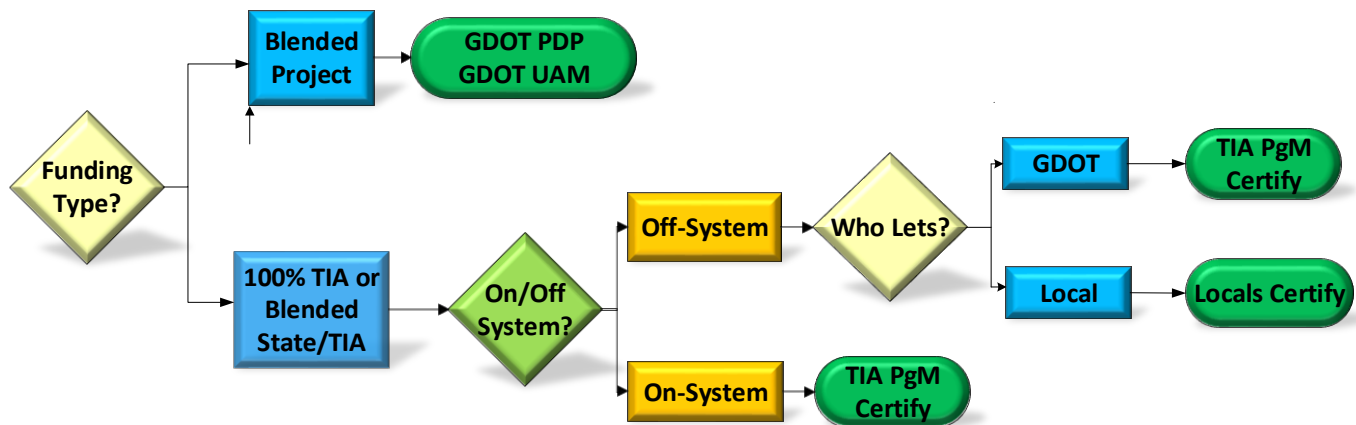 Blended
Project
GDOT PDP
GDOT UAM
Funding
Type?
GDOT
TIA PgM
Certify
Off-System
Who Lets?
100% TIA or
Blended
State/TIA
On/Off
System?
Local
Locals Certify
On-System
TIA PgM
Certify